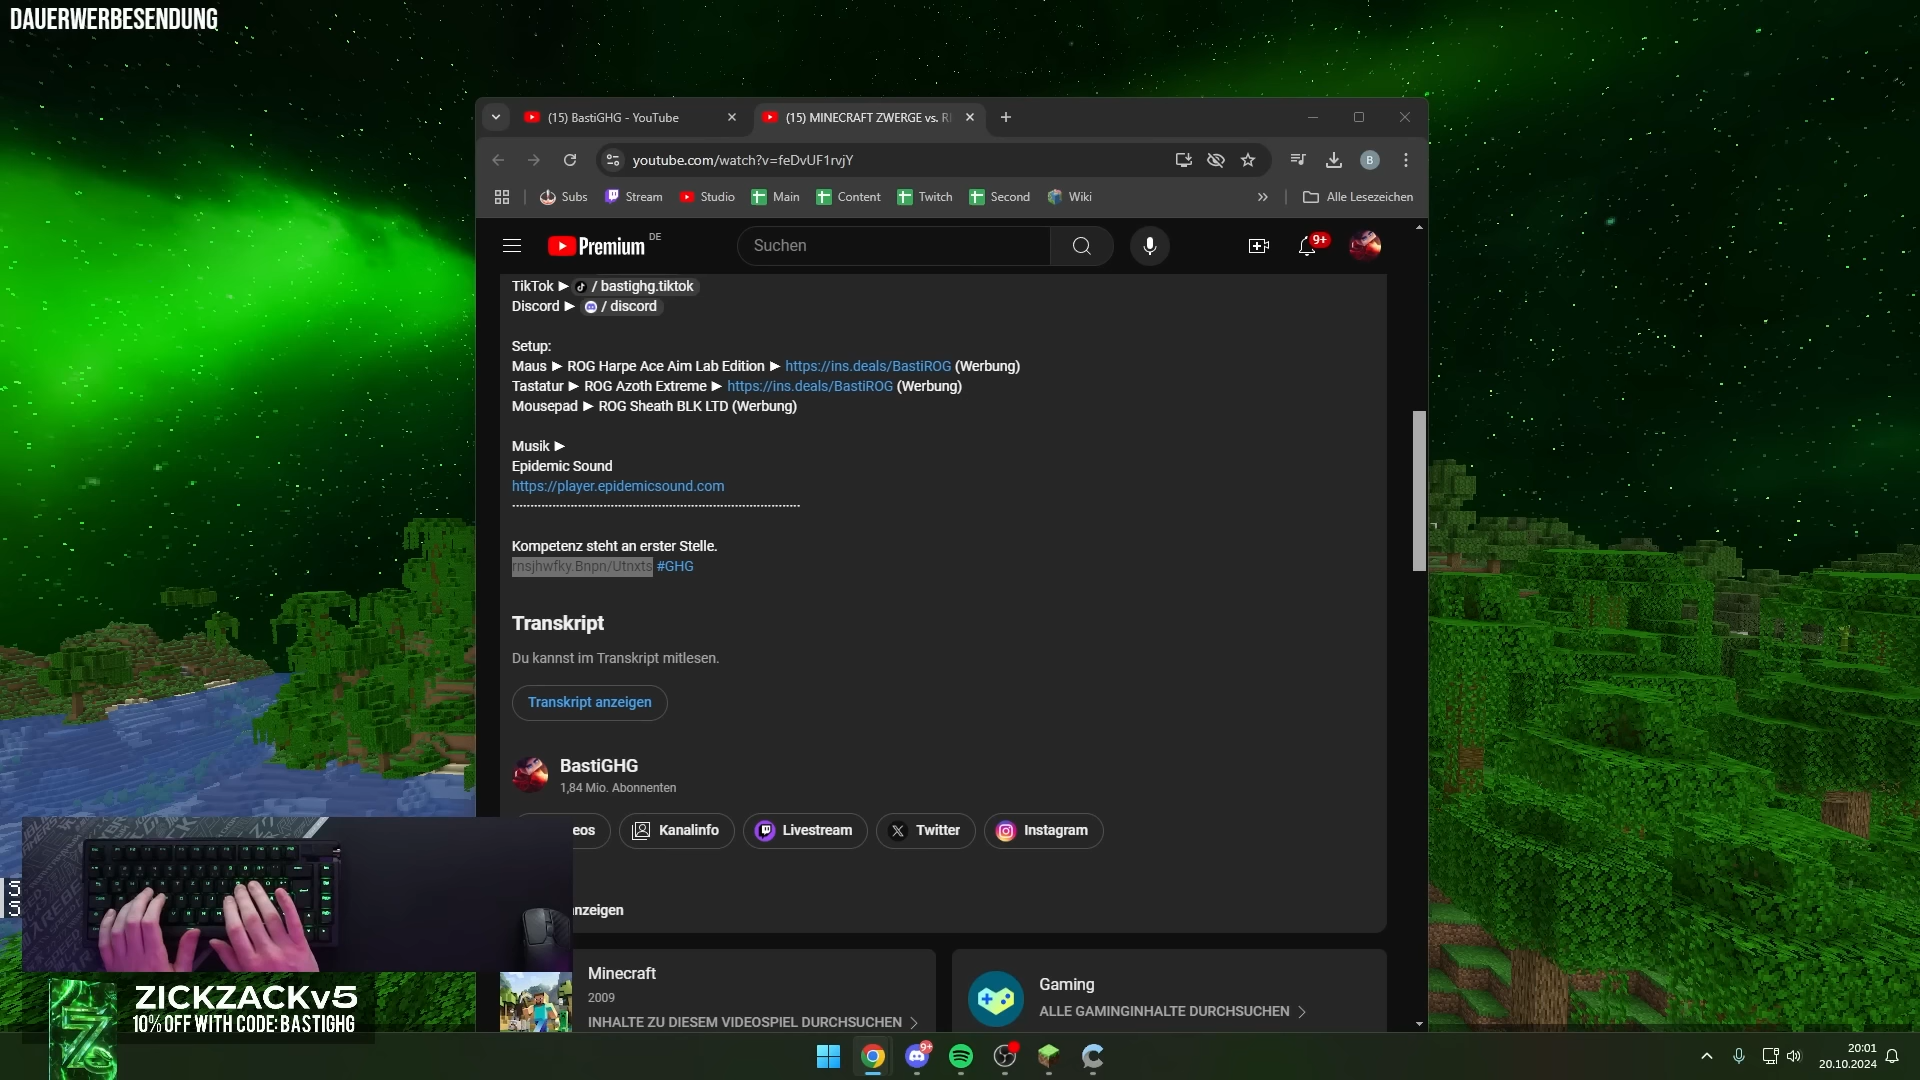 DAUERWERBESENDUNG
(15) BastiGHG - YouTube
(15) MINECRAFT ZWERGE vs. RI
youtube.com/watch?v=feDvUF1rvjY
B
Subs
Stream
Studio
Main
Content
Twitch
Second
Wiki
Alle Lesezeichen
Premium DE
Suchen
9+
TikTok ► / bastighg.tiktok
Discord ► / discord
Setup:
Maus ► ROG Harpe Ace Aim Lab Edition ► https://ins.deals/BastiROG (Werbung)
Tastatur ► ROG Azoth Extreme ► https://ins.deals/BastiROG (Werbung)
Mousepad ► ROG Sheath BLK LTD (Werbung)
Musik ►
Epidemic Sound
https://player.epidemicsound.com
Kompetenz steht an erster Stelle.
rnsjhwfky.Bnpn/Utnxts #GHG
Transkript
Du kannst im Transkript mitlesen.
Transkript anzeigen
BastiGHG
1,84 Mio. Abonnenten
eos
Kanalinfo
Livestream
Twitter
Instagram
nzeigen
Minecraft
2009
INHALTE ZU DIESEM VIDEOSPIEL DURCHSUCHEN
Gaming
ALLE GAMINGINHALTE DURCHSUCHEN
ZICKZACKv5
10% OFF WITH CODE: BASTIGHG
9+
20:01
20.10.2024